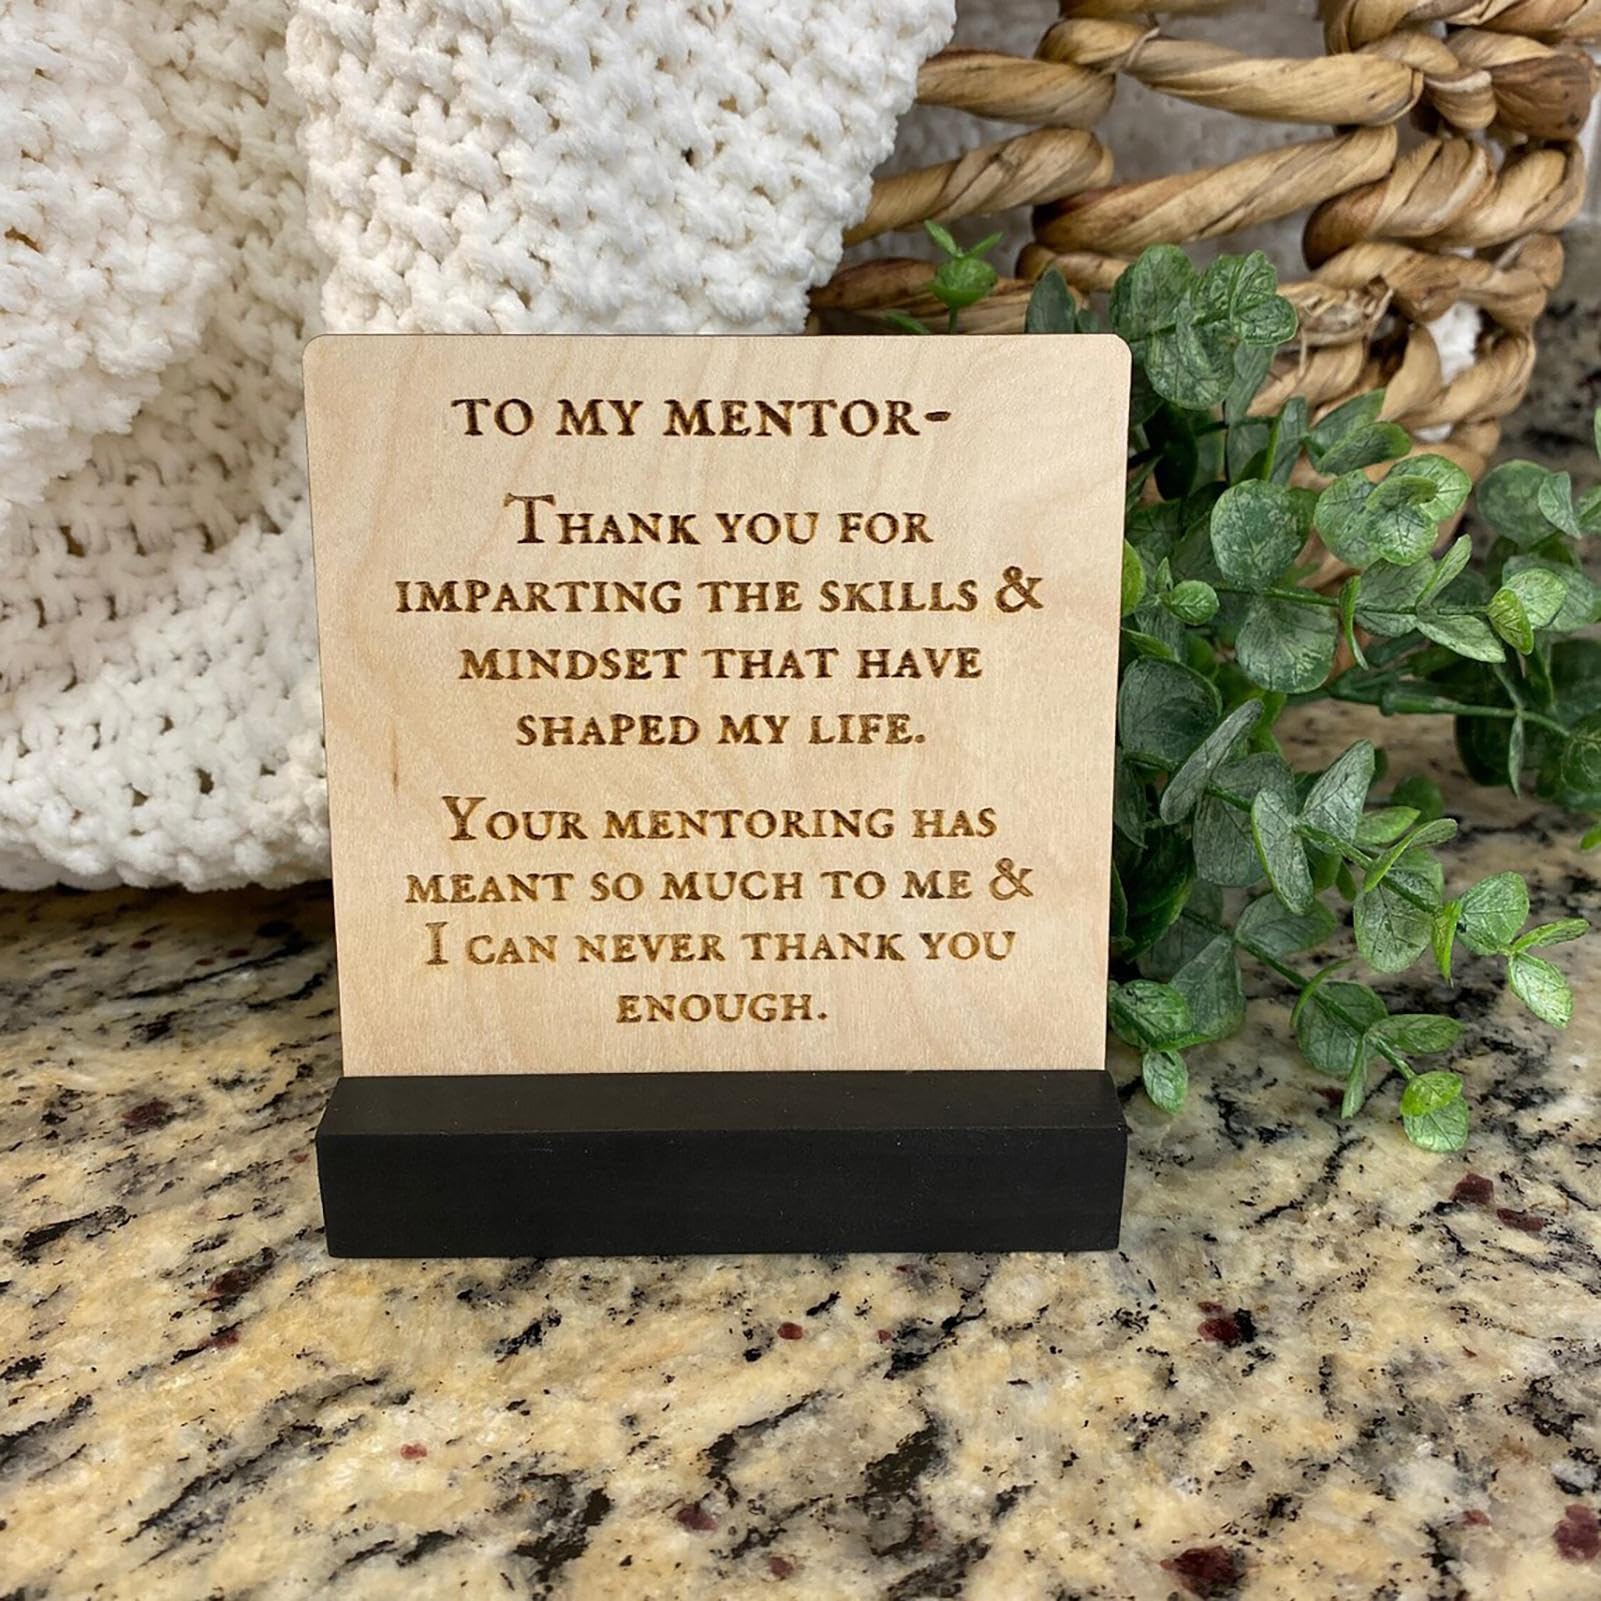 TO MY MENTOR-
THANK YOU FOR
IMPARTING THE SKILLS &
MINDSET THAT HAVE
SHAPED MY LIFE.
YOUR MENTORING HAS
MEANT SO MUCH TO ME &
I CAN NEVER THANK YOU
ENOUGH.